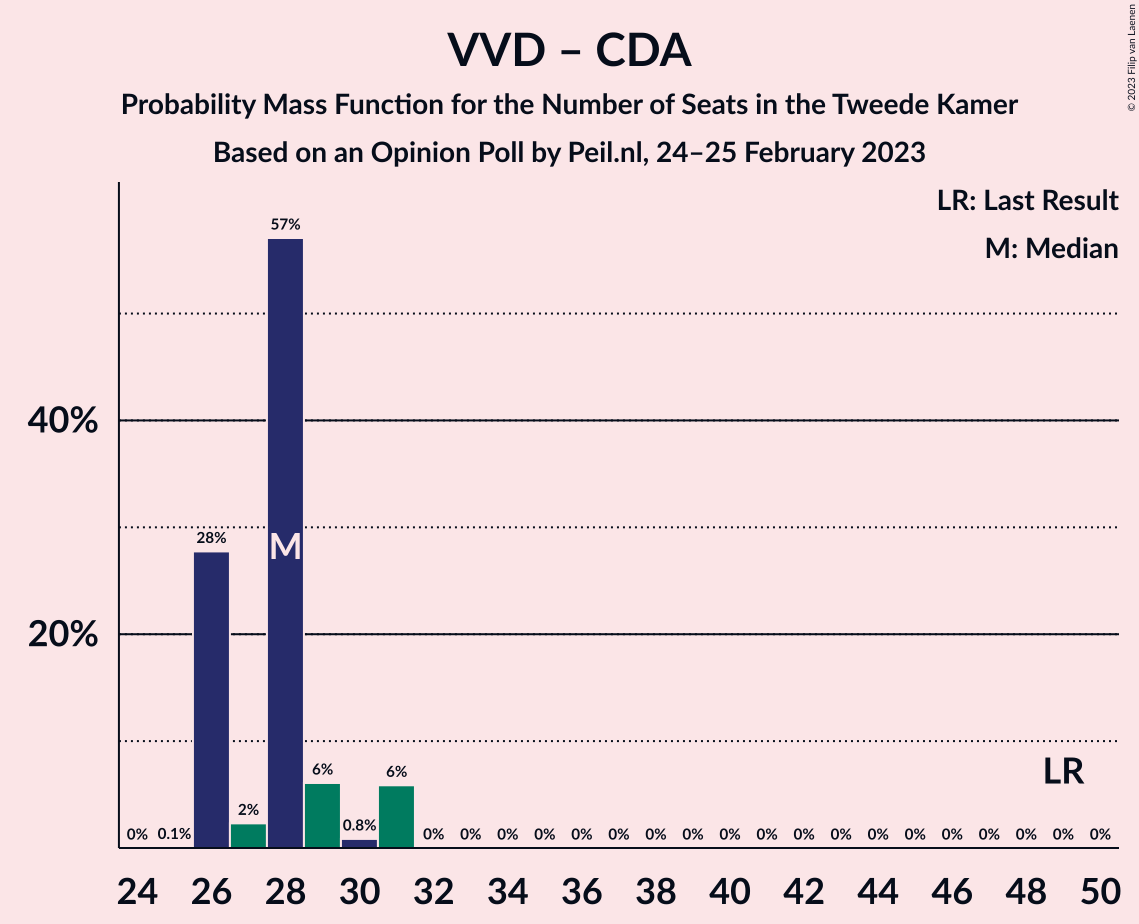 VVD – CDA
Probability Mass Function for the Number of Seats in the Tweede Kamer
Based on an Opinion Poll by Peil.nl, 24–25 February 2023
© 2023 Filip van Laenen
LR: Last Result
M: Median
57%
40%
28%
M
20%
LR
0% 0.1% 2% 6% 0.8% 6% 0% 0% 0% 0% 0% 0% 0% 0% 0% 0% 0% 0% 0% 0% 0% 0% 0% 0% 0%
24 26 28 30 32 34 36 38 40 42 44 46 48 50